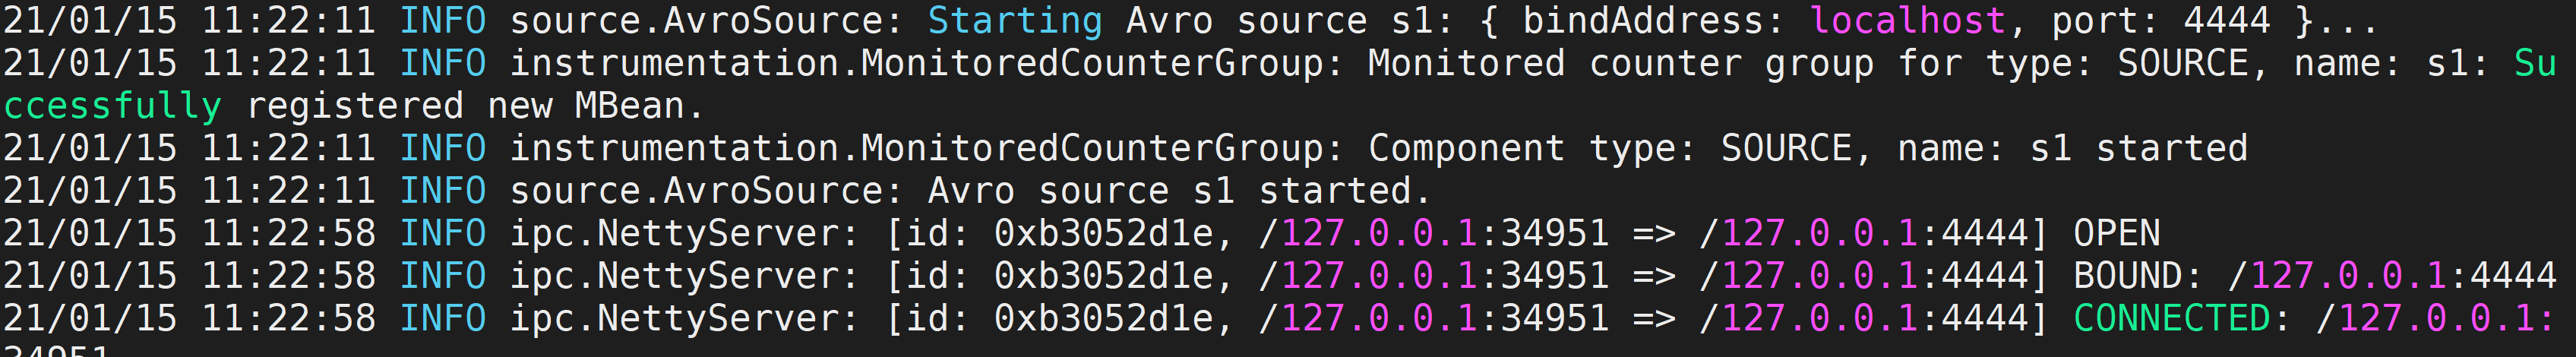 21/01/15 11:22:11 INFO source.AvroSource: Starting Avro source s1: { bindAddress: localhost, port: 4444 }...
21/01/15 11:22:11 INFO instrumentation.MonitoredCounterGroup: Monitored counter group for type: SOURCE, name: s1: Su
ccessfully registered new MBean.
21/01/15 11:22:11 INFO instrumentation.MonitoredCounterGroup: Component type: SOURCE, name: s1 started
21/01/15 11:22:11 INFO source.AvroSource: Avro source s1 started.
21/01/15 11:22:58 INFO ipc.NettyServer: [id: 0xb3052d1e, /127.0.0.1:34951 => /127.0.0.1:4444] OPEN
21/01/15 11:22:58 INFO ipc.NettyServer: [id: 0xb3052d1e, /127.0.0.1:34951 => /127.0.0.1:4444] BOUND: /127.0.0.1:4444
21/01/15 11:22:58 INFO ipc.NettyServer: [id: 0xb3052d1e, /127.0.0.1:34951 => /127.0.0.1:4444] CONNECTED: /127.0.0.1:
34951